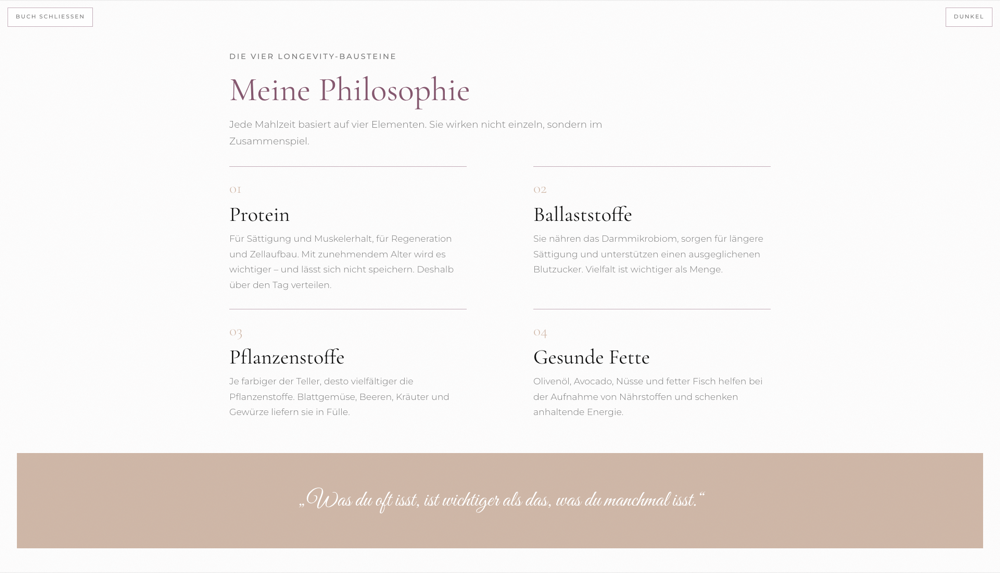 BUCH SCHLIESSEN
DUNKEL
DIE VIER LONGEVITY-BAUSTEINE
Meine Philosophie
Jede Mahlzeit basiert auf vier Elementen. Sie wirken nicht einzeln, sondern im
Zusammenspiel.
01
Protein
Für Sättigung und Muskelerhalt, für Regeneration
und Zellaufbau. Mit zunehmendem Alter wird es
wichtiger – und lässt sich nicht speichern. Deshalb
über den Tag verteilen.
02
Ballaststoffe
Sie nähren das Darmmikrobiom, sorgen für längere
Sättigung und unterstützen einen ausgeglichenen
Blutzucker. Vielfalt ist wichtiger als Menge.
03
Pflanzenstoffe
Je farbiger der Teller, desto vielfältiger die
Pflanzenstoffe. Blattgemüse, Beeren, Kräuter und
Gewürze liefern sie in Fülle.
04
Gesunde Fette
Olivenöl, Avocado, Nüsse und fetter Fisch helfen bei
der Aufnahme von Nährstoffen und schenken
anhaltende Energie.
„Was du oft isst, ist wichtiger als das, was du manchmal isst.“